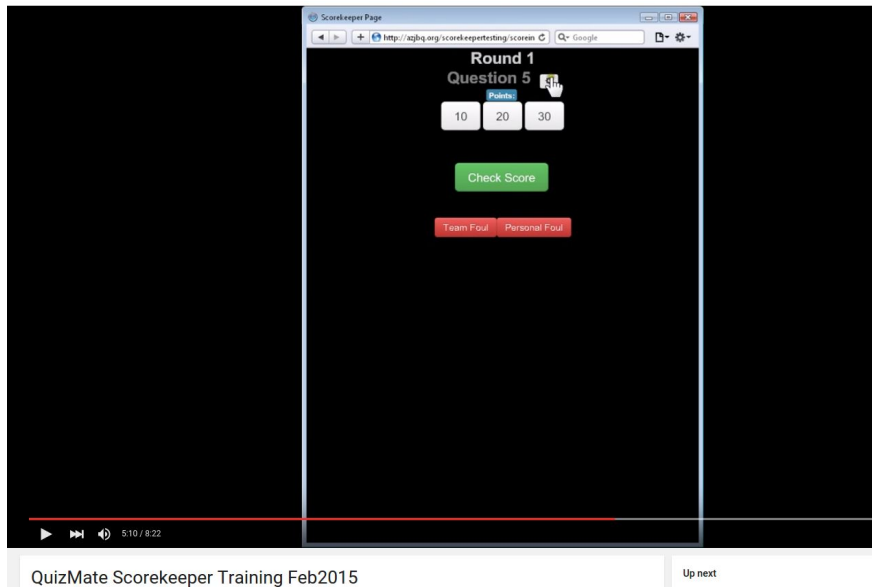 Scorekeeper Page
http://azjbq.org/scorekeepertesting/scorein
Google
Round 1
Question 5
Points:
10 20 30
Check Score
Team Foul Personal Foul
5:10 / 8:22
QuizMate Scorekeeper Training Feb2015
Up next